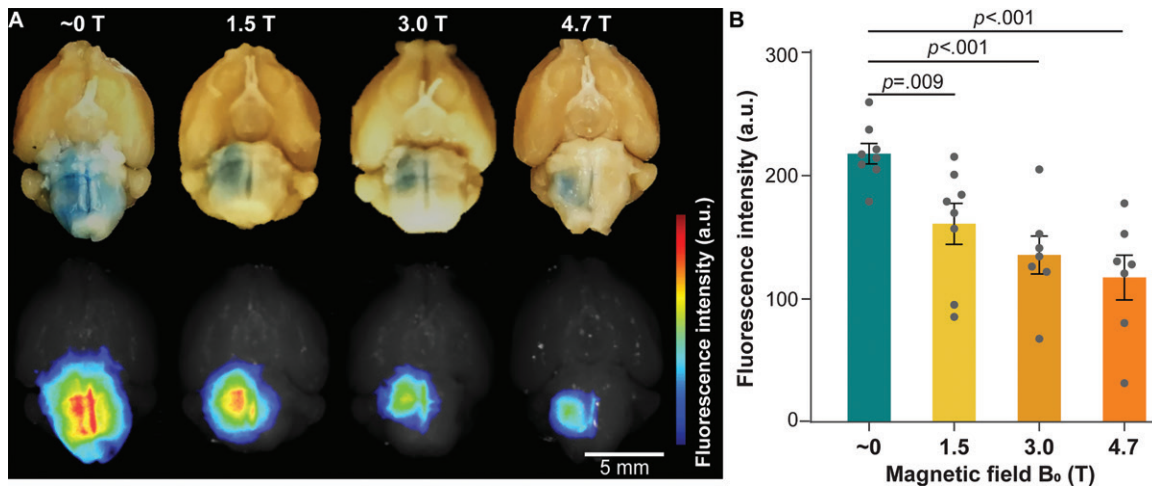 A
~0 T
1.5 T
3.0 T
4.7 T
Fluorescence intensity (a.u.)
5 mm
B
p<.001
p<.001
p=.009
Fluorescence intensity (a.u.)
300
200
100
0
~0
1.5
3.0
4.7
Magnetic field B₀ (T)